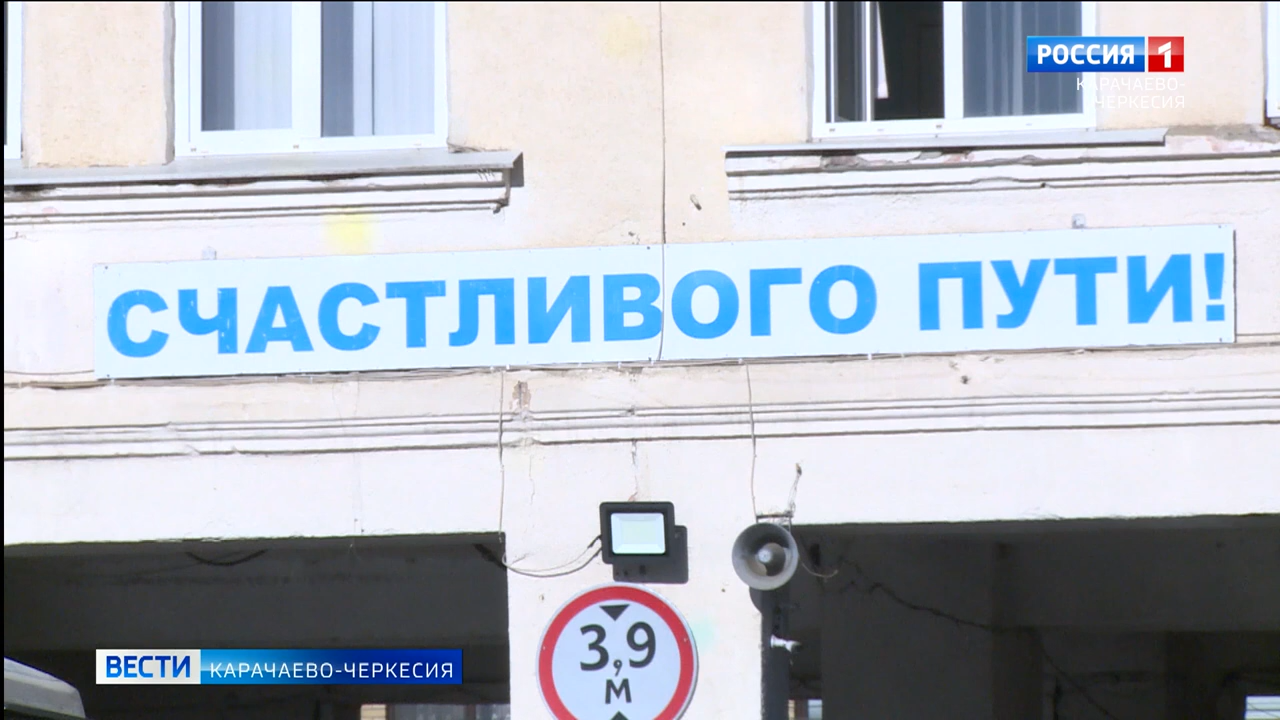 РОССИЯ 1
КАРАЧАЕВО-
ЧЕРКЕСИЯ
СЧАСТЛИВОГО ПУТИ!
3,9
м
ВЕСТИ КАРАЧАЕВО-ЧЕРКЕСИЯ